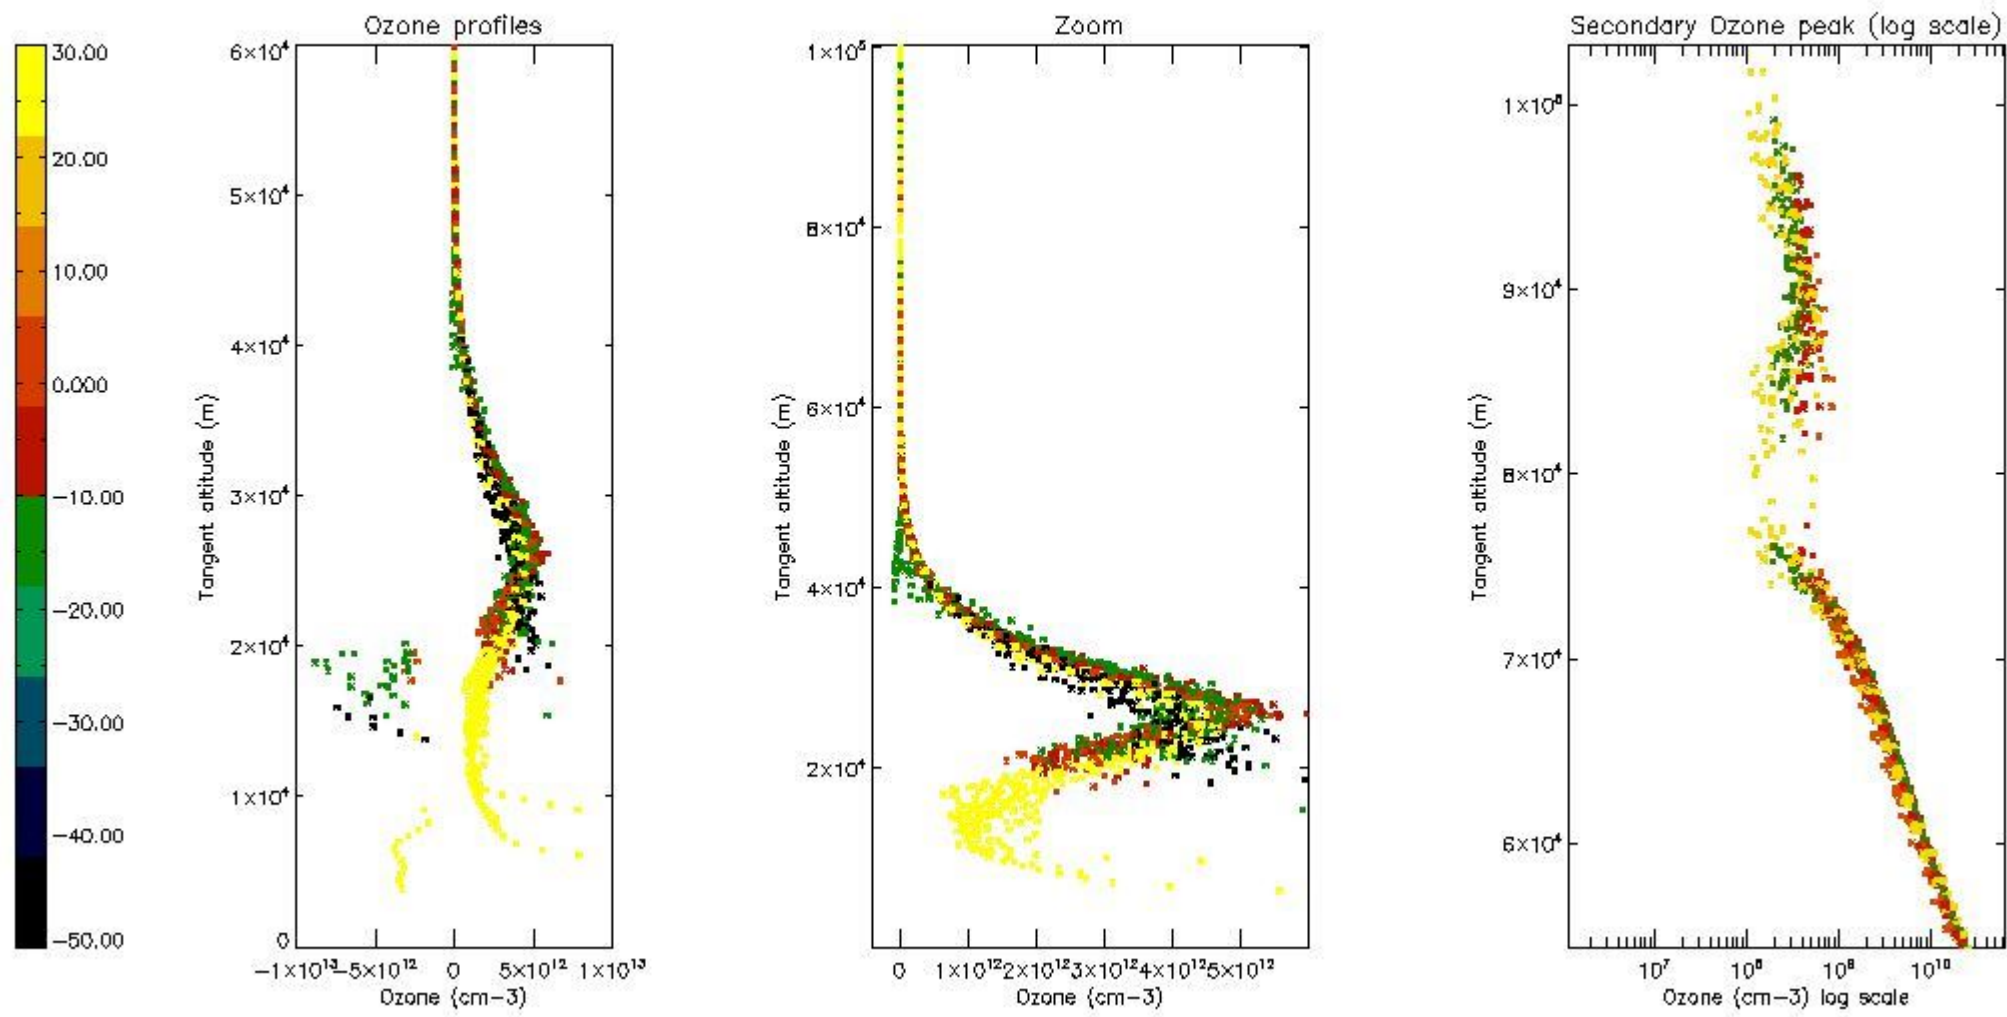 Ozone profiles
Zoom
Secondary Ozone peak (log scale)
30.00
20.00
10.00
0.000
−10.00
−20.00
−30.00
−40.00
−50.00
6×10⁴
5×10⁴
4×10⁴
3×10⁴
2×10⁴
1×10⁴
0
Tangent altitude (m)
−1×10¹³ −5×10¹² 0 5×10¹² 1×10¹³
Ozone (cm−3)
1×10⁵
8×10⁴
6×10⁴
4×10⁴
2×10⁴
Tangent altitude (m)
0 1×10¹² 2×10¹² 3×10¹² 4×10¹² 5×10¹²
Ozone (cm−3)
1×10⁵
9×10⁴
8×10⁴
7×10⁴
6×10⁴
Tangent altitude (m)
10⁷ 10⁸ 10⁹ 10¹⁰
Ozone (cm−3) log scale